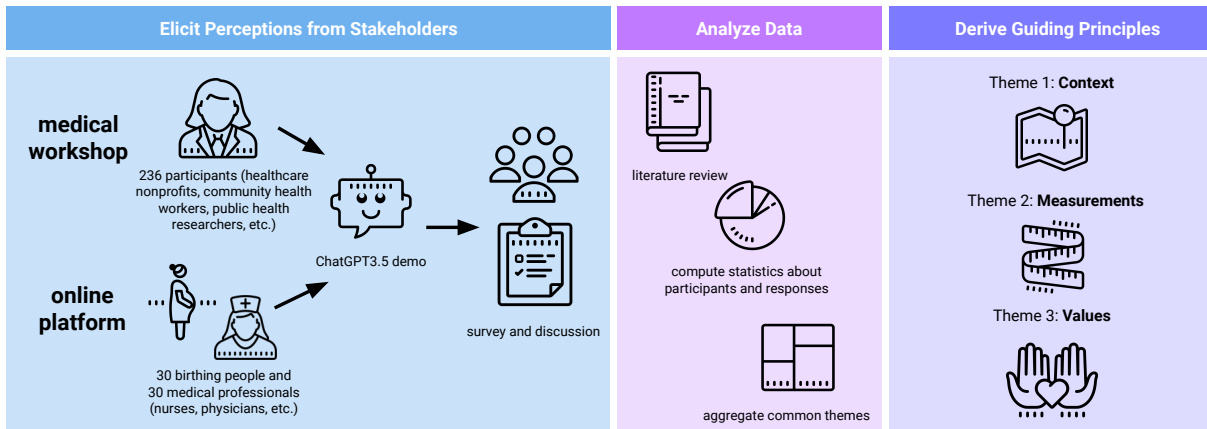 Elicit Perceptions from Stakeholders
medical
workshop
236 participants (healthcare
nonprofits, community health
workers, public health
researchers, etc.)
online
platform
30 birthing people and
30 medical professionals
(nurses, physicians, etc.)
ChatGPT3.5 demo
survey and discussion
Analyze Data
literature review
compute statistics about
participants and responses
aggregate common themes
Derive Guiding Principles
Theme 1: Context
Theme 2: Measurements
Theme 3: Values